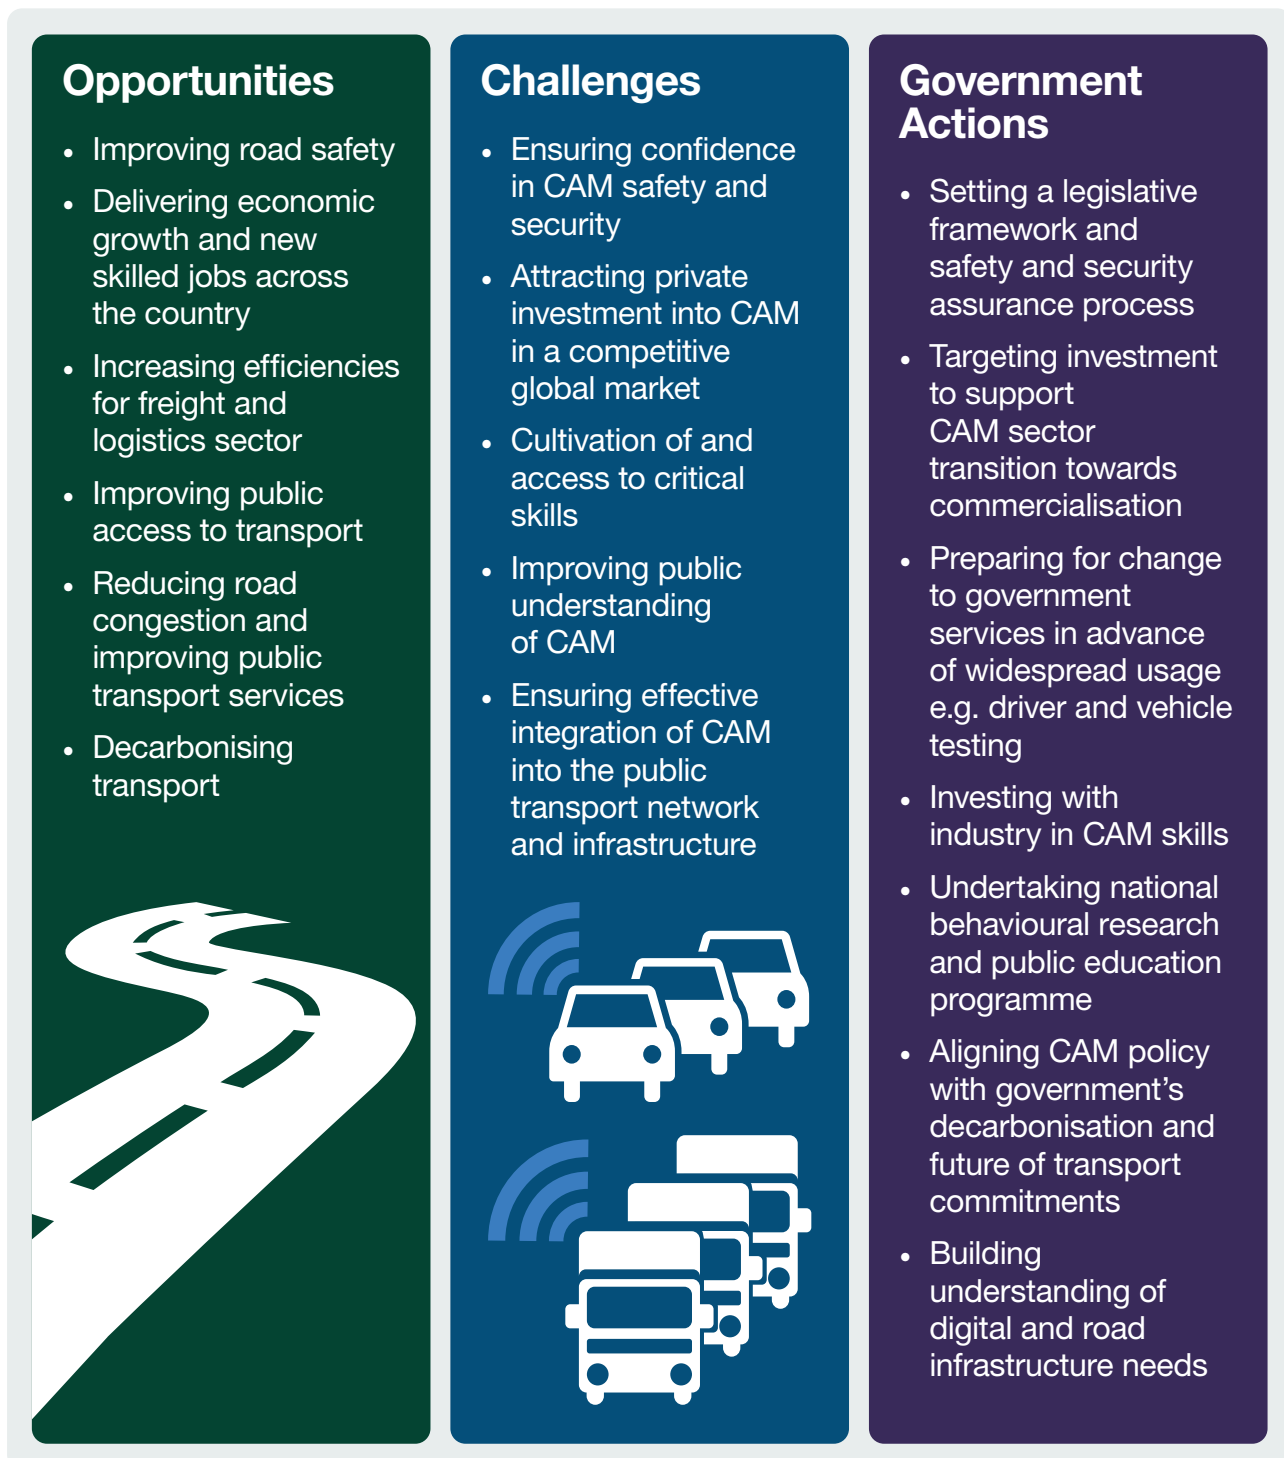 Opportunities
• Improving road safety
• Delivering economic
growth and new
skilled jobs across
the country
• Increasing efficiencies
for freight and
logistics sector
• Improving public
access to transport
• Reducing road
congestion and
improving public
transport services
• Decarbonising
transport
Challenges
• Ensuring confidence
in CAM safety and
security
• Attracting private
investment into CAM
in a competitive
global market
• Cultivation of and
access to critical
skills
• Improving public
understanding
of CAM
• Ensuring effective
integration of CAM
into the public
transport network
and infrastructure
Government
Actions
• Setting a legislative
framework and
safety and security
assurance process
• Targeting investment
to support
CAM sector
transition towards
commercialisation
• Preparing for change
to government
services in advance
of widespread usage
e.g. driver and vehicle
testing
• Investing with
industry in CAM skills
• Undertaking national
behavioural research
and public education
programme
• Aligning CAM policy
with government’s
decarbonisation and
future of transport
commitments
• Building
understanding of
digital and road
infrastructure needs